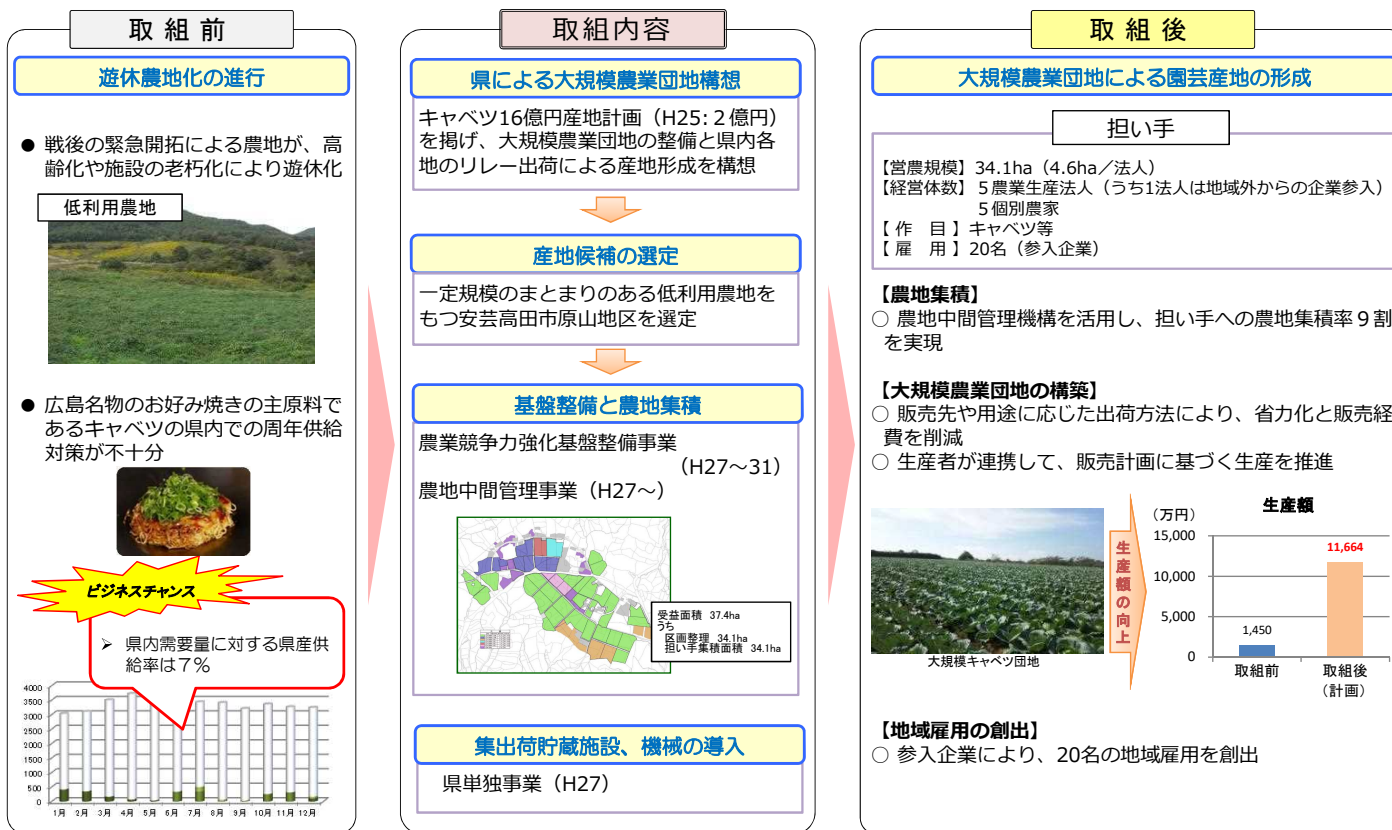 取組前
遊休農地化の進行
● 戦後の緊急開拓による農地が、高
齢化や施設の老朽化により遊休化
低利用農地
● 広島名物のお好み焼きの主原料で
あるキャベツの県内での周年供給
対策が不十分
ビジネスチャンス
➢ 県内需要量に対する県産供
給率は７％
4000
3500
3000
2500
2000
1500
1000
500
0
1月 2月 3月 4月 5月 6月 7月 8月 9月 10月 11月 12月
取組内容
県による大規模農業団地構想
キャベツ16億円産地計画（H25:２億円）
を掲げ、大規模農業団地の整備と県内各
地のリレー出荷による産地形成を構想
産地候補の選定
一定規模のまとまりのある低利用農地を
もつ安芸高田市原山地区を選定
基盤整備と農地集積
農業競争力強化基盤整備事業
（H27～31）
農地中間管理事業（H27～）
受益面積 37.4ha
うち
区画整理 34.1ha
担い手集積面積 34.1ha
集出荷貯蔵施設、機械の導入
県単独事業（H27）
取組後
大規模農業団地による園芸産地の形成
担い手
【営農規模】34.1ha（4.6ha／法人）
【経営体数】５農業生産法人（うち1法人は地域外からの企業参入）
５個別農家
【作　目】キャベツ等
【雇　用】20名（参入企業）
【農地集積】
○ 農地中間管理機構を活用し、担い手への農地集積率９割
を実現
【大規模農業団地の構築】
○ 販売先や用途に応じた出荷方法により、省力化と販売経
費を削減
○ 生産者が連携して、販売計画に基づく生産を推進
大規模キャベツ団地
生産額の向上
生産額
（万円）
15,000
10,000
5,000
0
1,450
11,664
取組前
取組後
（計画）
【地域雇用の創出】
○ 参入企業により、20名の地域雇用を創出